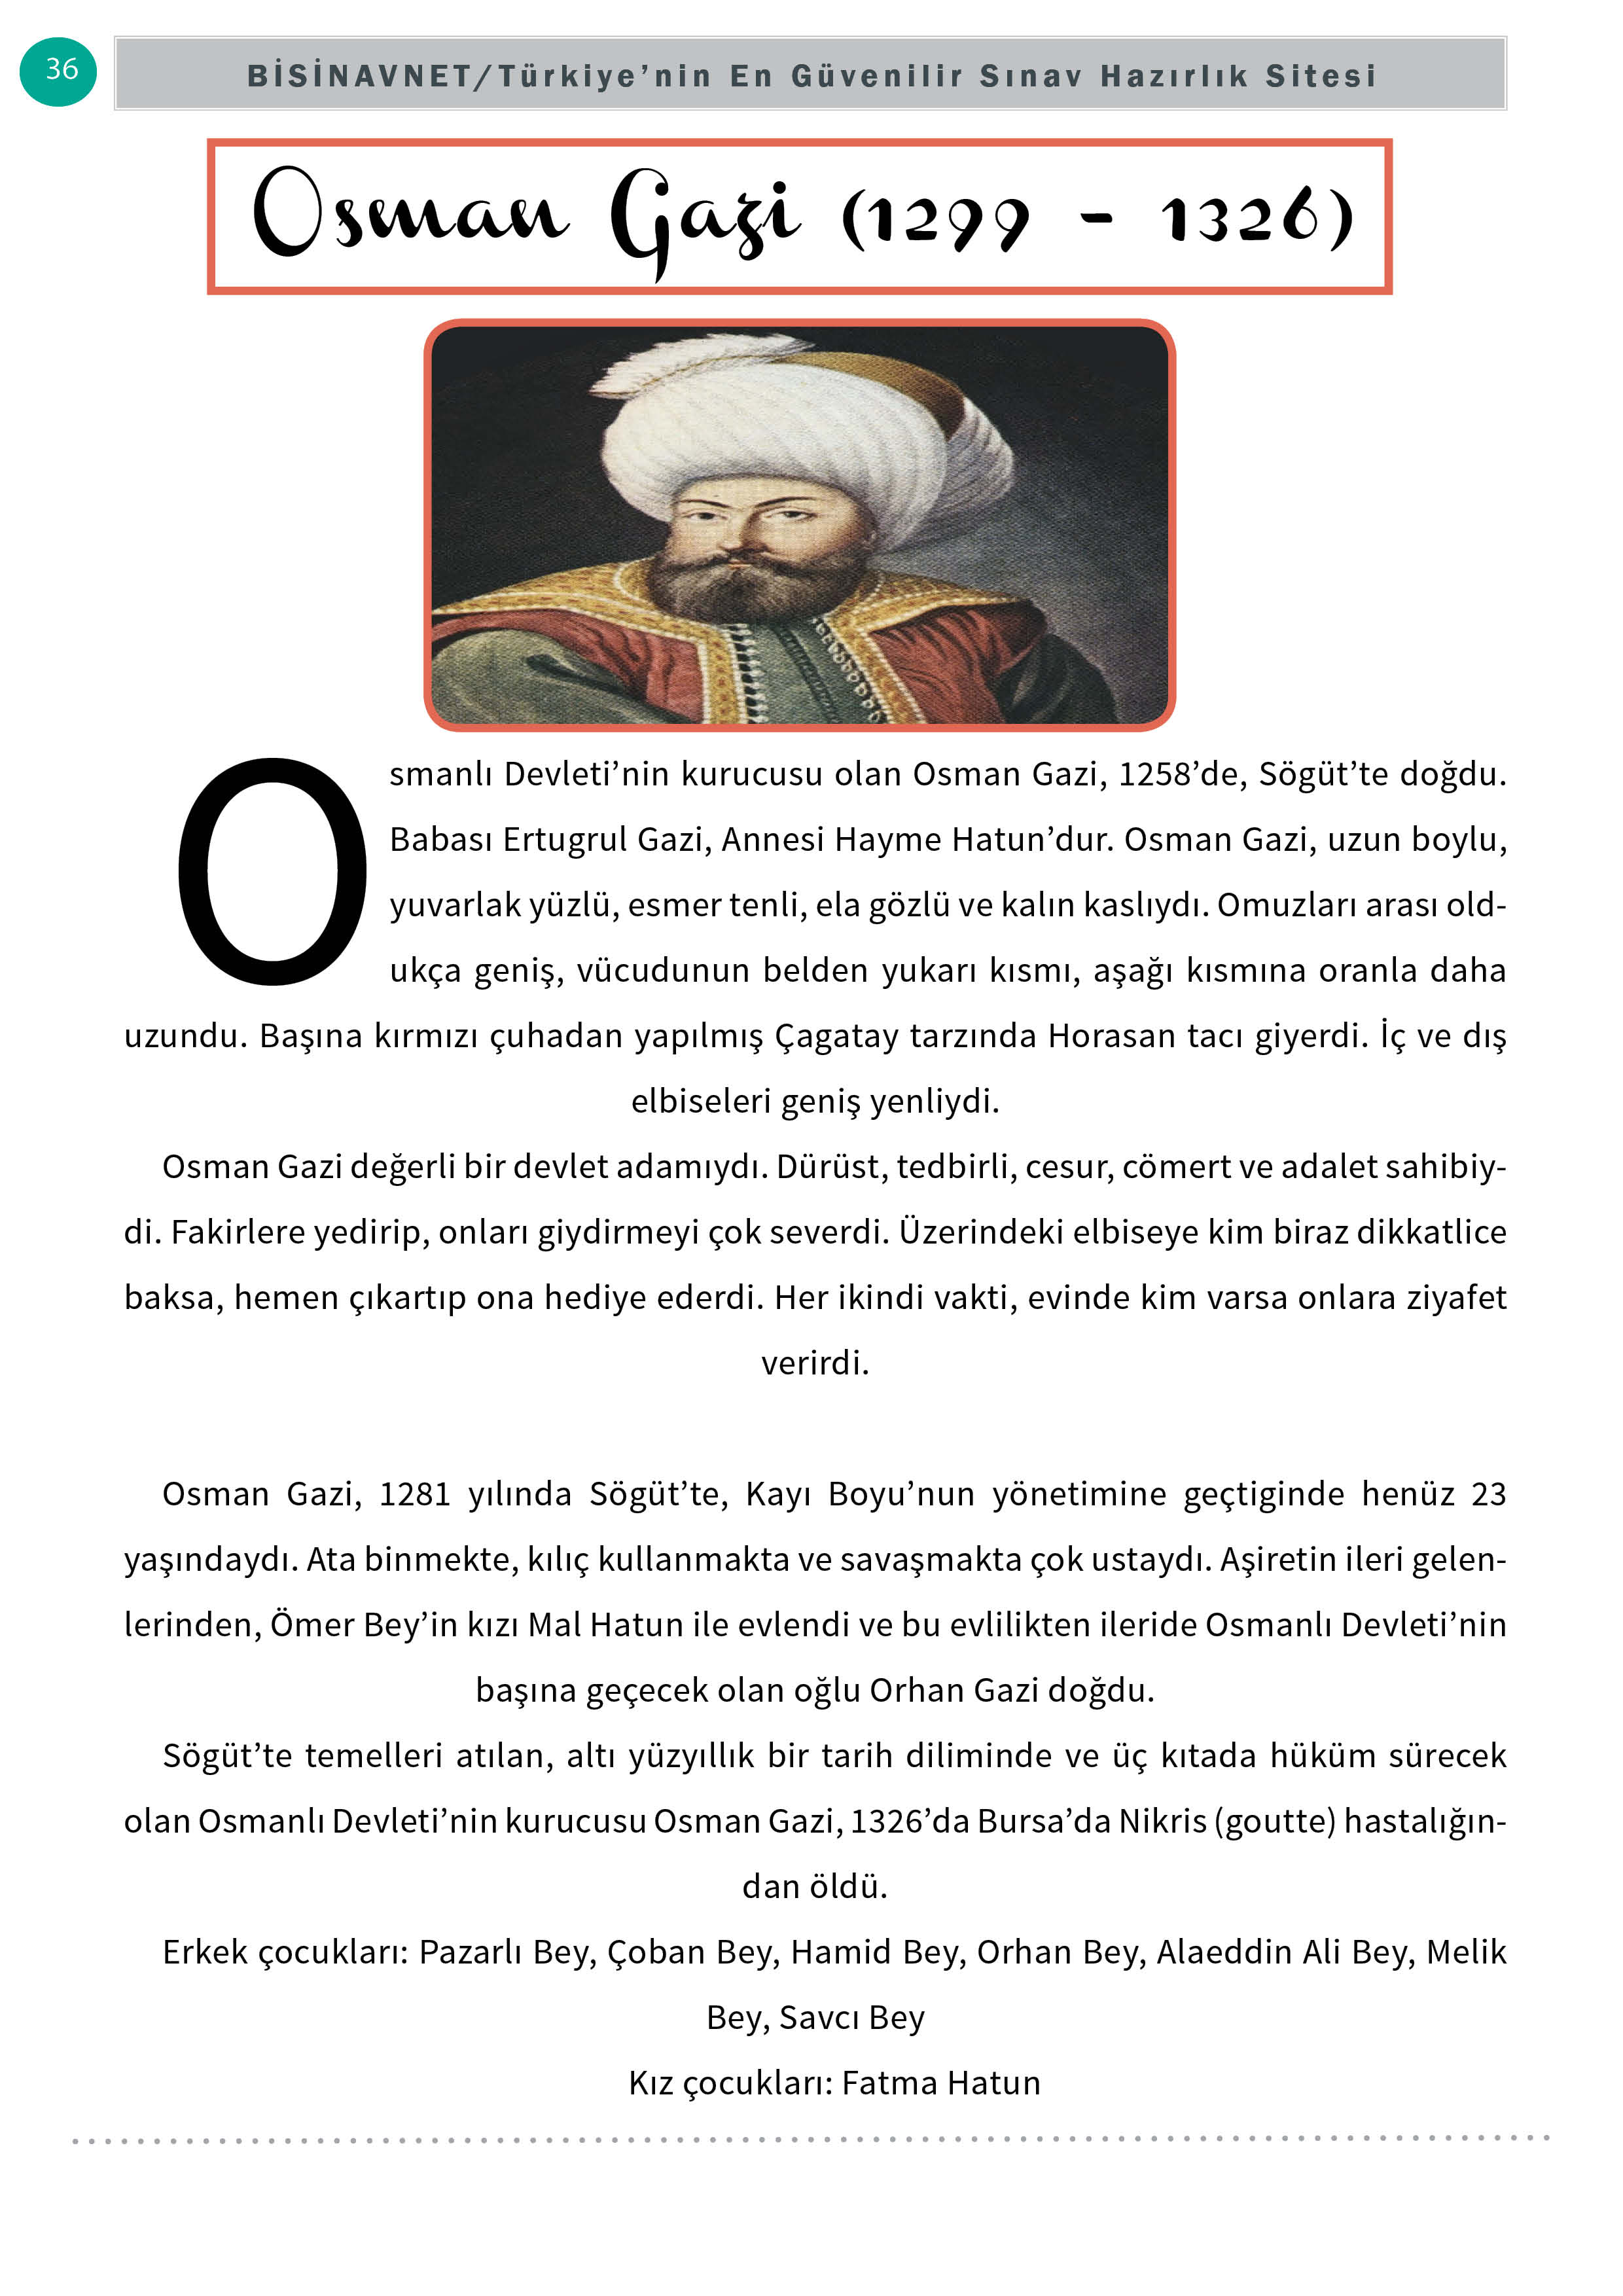 36
BİSİNAVNET/Türkiye’nin En Güvenilir Sınav Hazırlık Sitesi
Osman Gazi (1299 - 1326)
Osmanlı Devleti’nin kurucusu olan Osman Gazi, 1258’de, Sögüt’te doğdu.
Babası Ertugrul Gazi, Annesi Hayme Hatun’dur. Osman Gazi, uzun boylu,
yuvarlak yüzlü, esmer tenli, ela gözlü ve kalın kaslıydı. Omuzları arası old-
ukça geniş, vücudunun belden yukarı kısmı, aşağı kısmına oranla daha
uzundu. Başına kırmızı çuhadan yapılmış Çagatay tarzında Horasan tacı giyerdi. İç ve dış
elbiseleri geniş yenliydi.
Osman Gazi değerli bir devlet adamıydı. Dürüst, tedbirli, cesur, cömert ve adalet sahibiy-
di. Fakirlere yedirip, onları giydirmeyi çok severdi. Üzerindeki elbiseye kim biraz dikkatlice
baksa, hemen çıkartıp ona hediye ederdi. Her ikindi vakti, evinde kim varsa onlara ziyafet
verirdi.
Osman Gazi, 1281 yılında Sögüt’te, Kayı Boyu’nun yönetimine geçtiginde henüz 23
yaşındaydı. Ata binmekte, kılıç kullanmakta ve savaşmakta çok ustaydı. Aşiretin ileri gelen-
lerinden, Ömer Bey’in kızı Mal Hatun ile evlendi ve bu evlilikten ileride Osmanlı Devleti’nin
başına geçecek olan oğlu Orhan Gazi doğdu.
Sögüt’te temelleri atılan, altı yüzyıllık bir tarih diliminde ve üç kıtada hüküm sürecek
olan Osmanlı Devleti’nin kurucusu Osman Gazi, 1326’da Bursa’da Nikris (goutte) hastalığın-
dan öldü.
Erkek çocukları: Pazarlı Bey, Çoban Bey, Hamid Bey, Orhan Bey, Alaeddin Ali Bey, Melik
Bey, Savcı Bey
Kız çocukları: Fatma Hatun